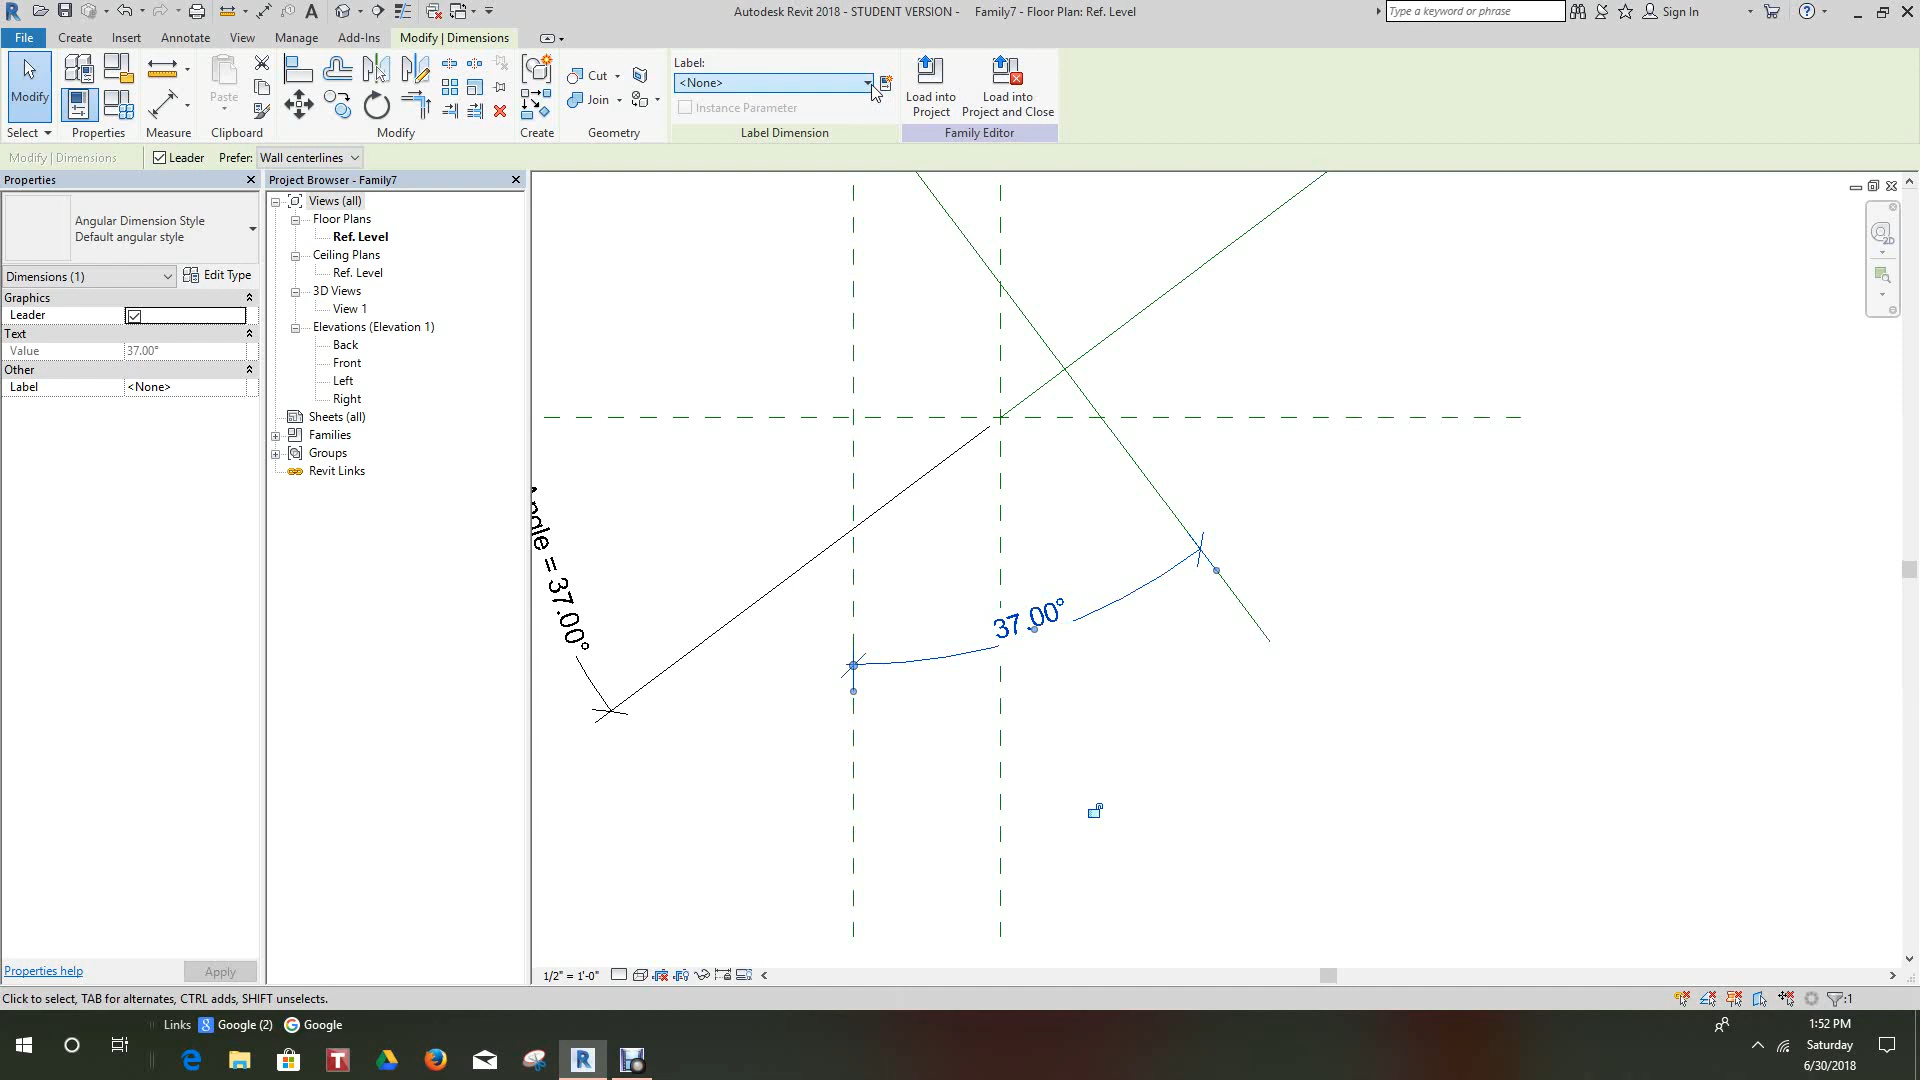 Autodesk Revit 2018 - STUDENT VERSION - Family7 - Floor Plan: Ref. Level
Type a keyword or phrase
Sign In
File Create Insert Annotate View Manage Add-Ins Modify | Dimensions
Modify
Paste
Cut
Join
Label:
<None>
Instance Parameter
Load into Project
Load into Project and Close
Select Properties Measure Clipboard Modify Create Geometry Label Dimension Family Editor
Modify | Dimensions Leader Prefer: Wall centerlines
Properties
Angular Dimension Style
Default angular style
Dimensions (1) Edit Type
Graphics
Leader
Text
Value 37.00°
Other
Label <None>
Properties help Apply
Project Browser - Family7
Views (all)
Floor Plans
Ref. Level
Ceiling Plans
Ref. Level
3D Views
View 1
Elevations (Elevation 1)
Back
Front
Left
Right
Sheets (all)
Families
Groups
Revit Links
2D
Angle = 37.00°
37.00°
1/2" = 1'-0"
Click to select, TAB for alternates, CTRL adds, SHIFT unselects.
:1
Links Google (2) Google
1:52 PM
Saturday
6/30/2018